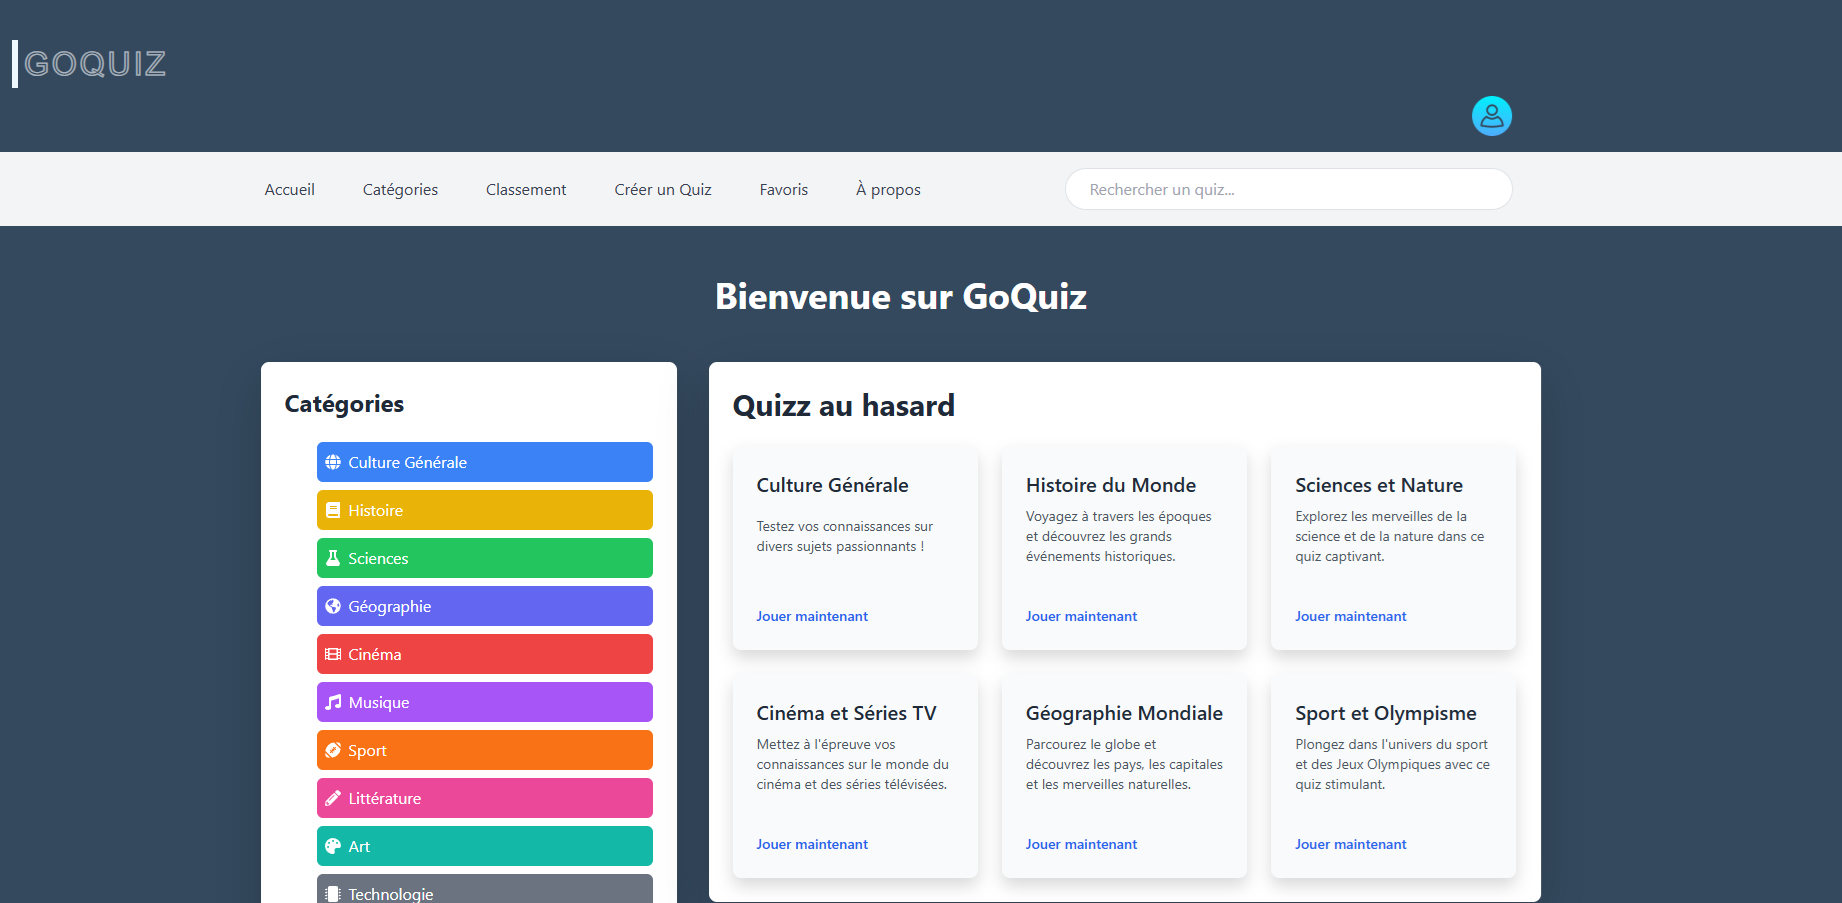 GOQUIZ
Accueil
Catégories
Classement
Créer un Quiz
Favoris
À propos
Rechercher un quiz...
Bienvenue sur GoQuiz
Catégories
Culture Générale
Histoire
Sciences
Géographie
Cinéma
Musique
Sport
Littérature
Art
Technologie
Quizz au hasard
Culture Générale
Testez vos connaissances sur
divers sujets passionnants !
Jouer maintenant
Histoire du Monde
Voyagez à travers les époques
et découvrez les grands
événements historiques.
Jouer maintenant
Sciences et Nature
Explorez les merveilles de la
science et de la nature dans ce
quiz captivant.
Jouer maintenant
Cinéma et Séries TV
Mettez à l'épreuve vos
connaissances sur le monde du
cinéma et des séries télévisées.
Jouer maintenant
Géographie Mondiale
Parcourez le globe et
découvrez les pays, les capitales
et les merveilles naturelles.
Jouer maintenant
Sport et Olympisme
Plongez dans l'univers du sport
et des Jeux Olympiques avec ce
quiz stimulant.
Jouer maintenant